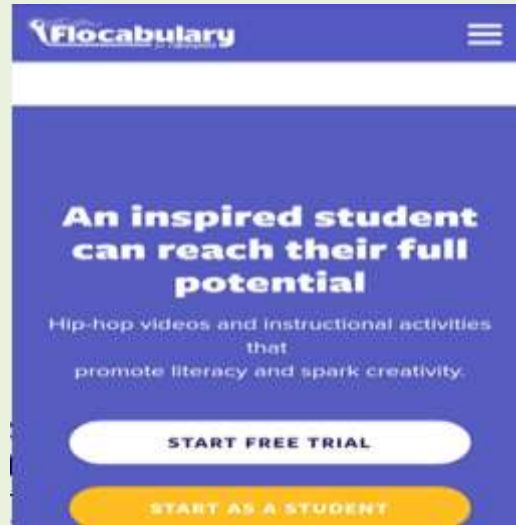 Flocabulary
An inspired student
can reach their full
potential
Hip-hop videos and instructional activities
that
promote literacy and spark creativity.
START FREE TRIAL
START AS A STUDENT